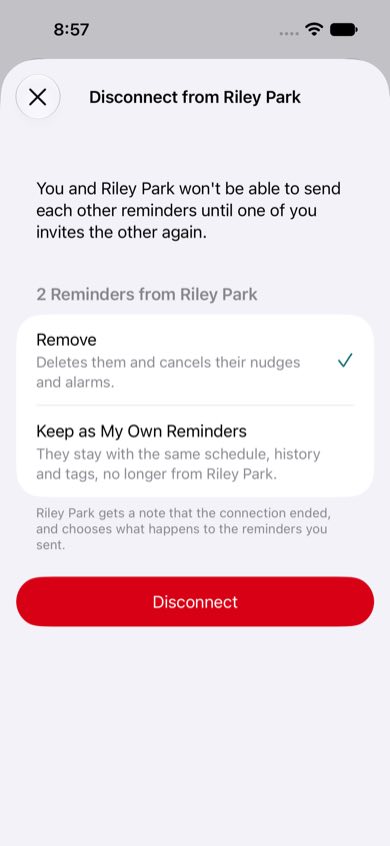 8:57
Disconnect from Riley Park
You and Riley Park won't be able to send
each other reminders until one of you
invites the other again.
2 Reminders from Riley Park
Remove
Deletes them and cancels their nudges
and alarms.
Keep as My Own Reminders
They stay with the same schedule, history
and tags, no longer from Riley Park.
Riley Park gets a note that the connection ended,
and chooses what happens to the reminders you
sent.
Disconnect